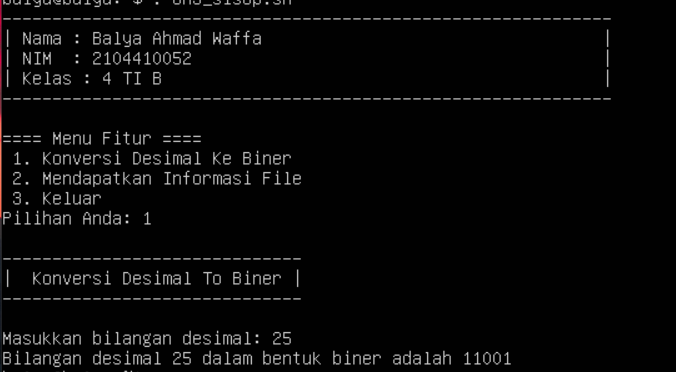 --------------------------------------------------------------
| Nama : Balya Ahmad Waffa                                   |
| NIM  : 2104410052                                          |
| Kelas : 4 TI B                                             |
--------------------------------------------------------------
==== Menu Fitur ====
1. Konversi Desimal Ke Biner
2. Mendapatkan Informasi File
3. Keluar
Pilihan Anda: 1
------------------------------
|  Konversi Desimal To Biner |
------------------------------
Masukkan bilangan desimal: 25
Bilangan desimal 25 dalam bentuk biner adalah 11001